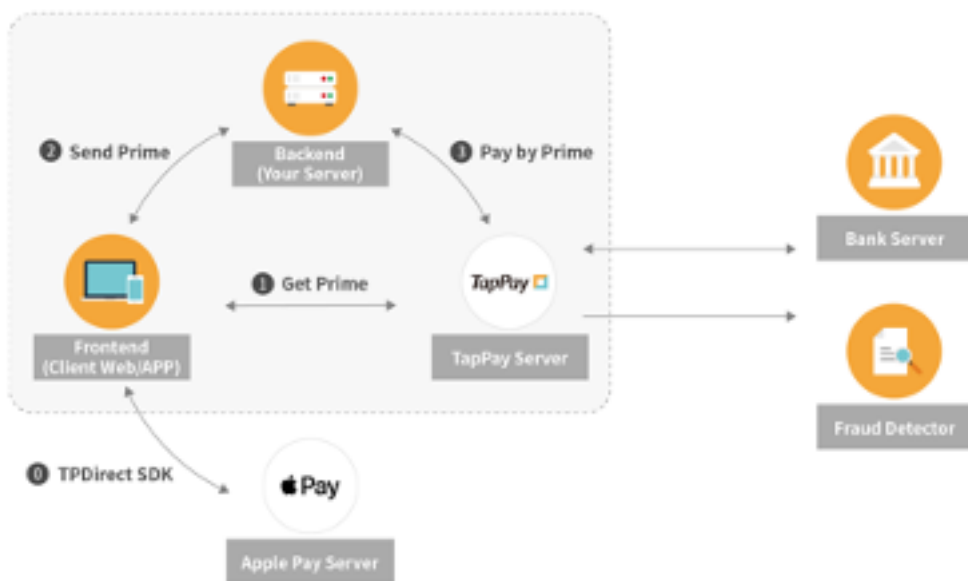 Backend
(Your Server)
2 Send Prime
3 Pay by Prime
Bank Server
TapPay
1 Get Prime
Frontend
(Client Web/APP)
TapPay Server
Fraud Detector
0 TPDirect SDK
Pay
Apple Pay Server